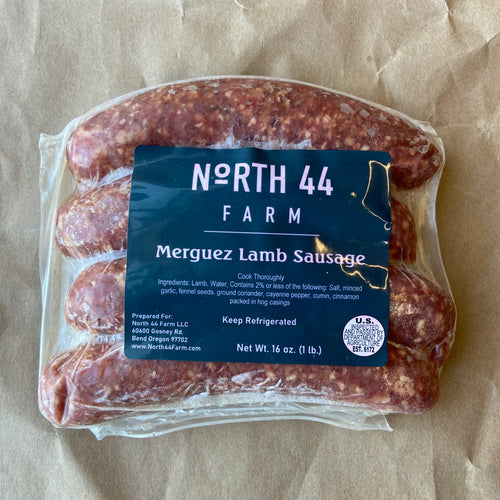 NoRTH 44
FARM
Merguez Lamb Sausage
Cook Thoroughly
Ingredients: Lamb, Water, Contains 2% or less of the following: Salt, minced
garlic, fennel seeds, ground coriander, cayenne pepper, cumin, cinnamon
packed in hog casings
Keep Refrigerated
Prepared For:
North 44 Farm LLC
60600 Gosney Rd.
Bend Oregon 97702
www.North44Farm.com
Net Wt. 16 oz. (1 lb.)
U.S.
INSPECTED
AND PASSED BY
DEPARTMENT OF
AGRICULTURE
EST. 6172